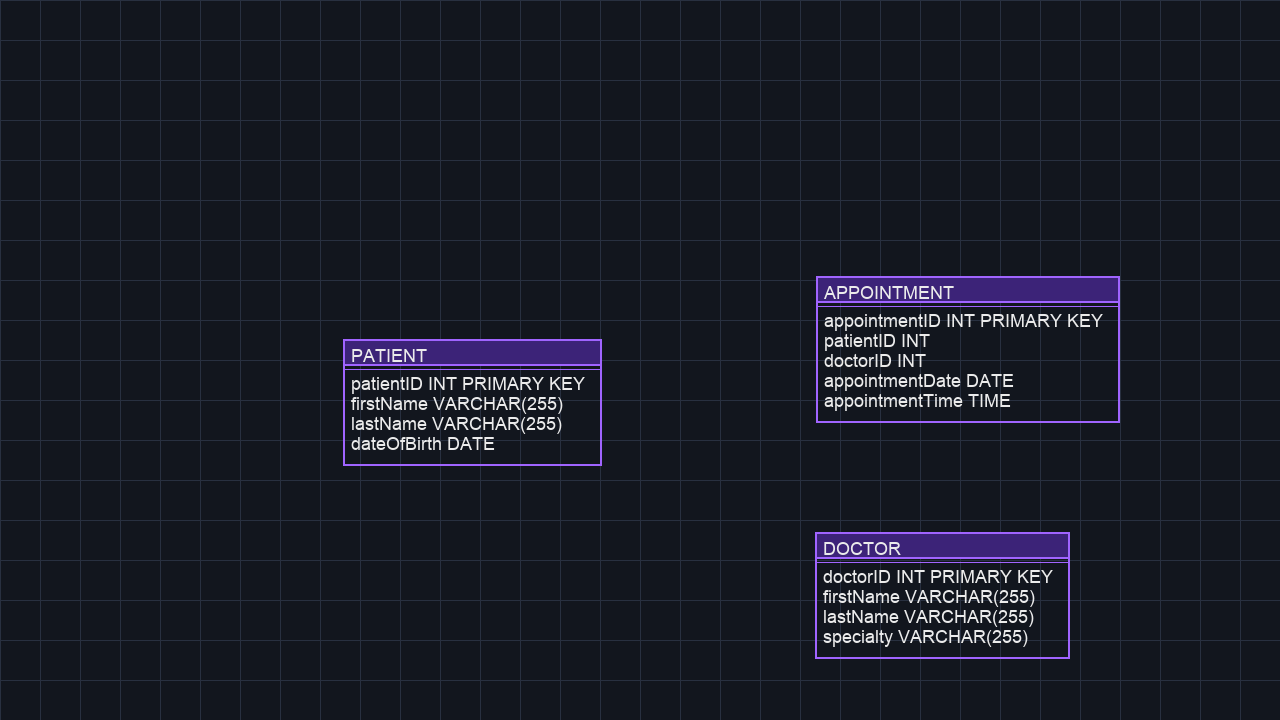 PATIENT
patientID INT PRIMARY KEY
firstName VARCHAR(255)
lastName VARCHAR(255)
dateOfBirth DATE
APPOINTMENT
appointmentID INT PRIMARY KEY
patientID INT
doctorID INT
appointmentDate DATE
appointmentTime TIME
DOCTOR
doctorID INT PRIMARY KEY
firstName VARCHAR(255)
lastName VARCHAR(255)
specialty VARCHAR(255)